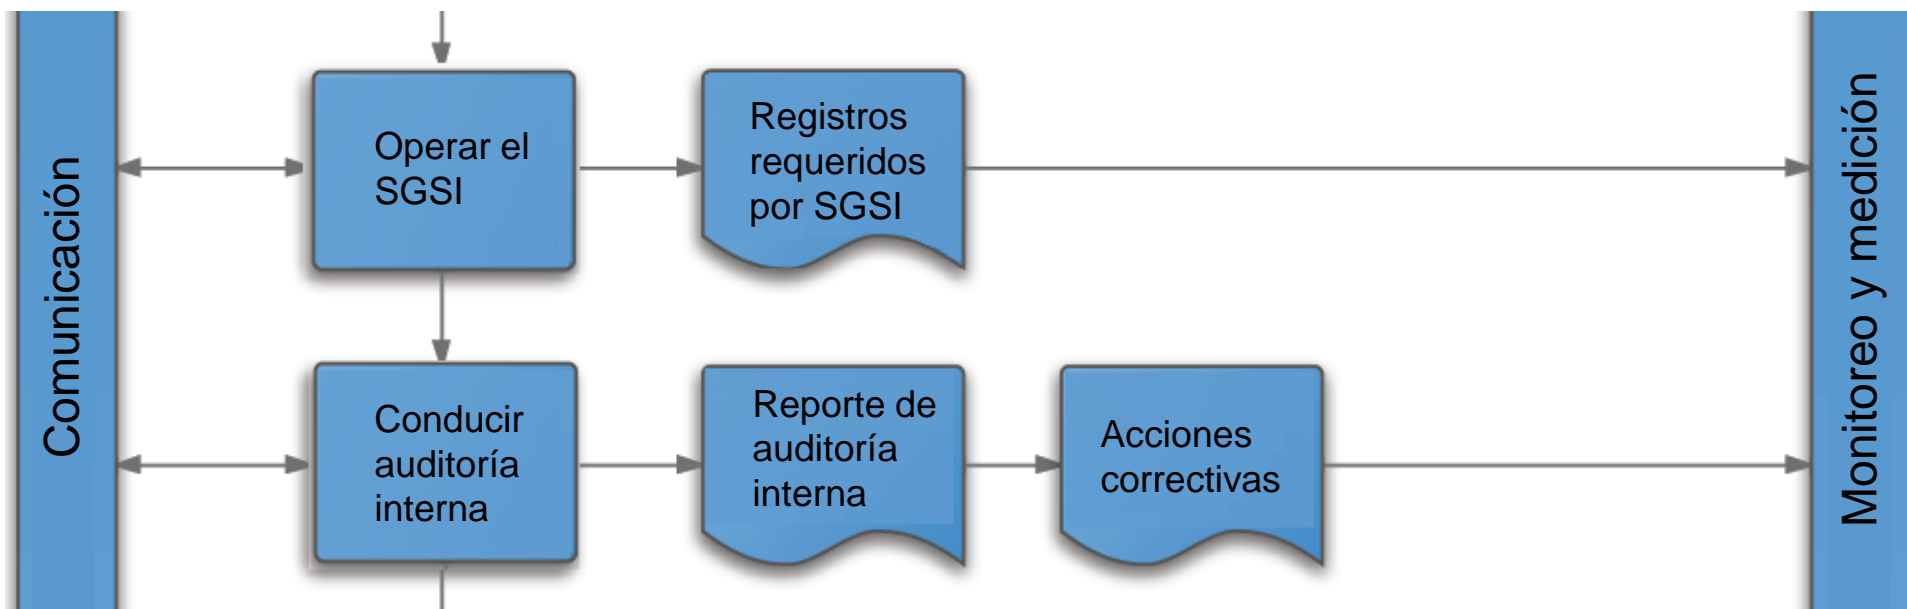 Comunicación
Operar el
SGSI
Registros
requeridos
por SGSI
Conducir
auditoría
interna
Reporte de
auditoría
interna
Acciones
correctivas
Monitoreo y medición